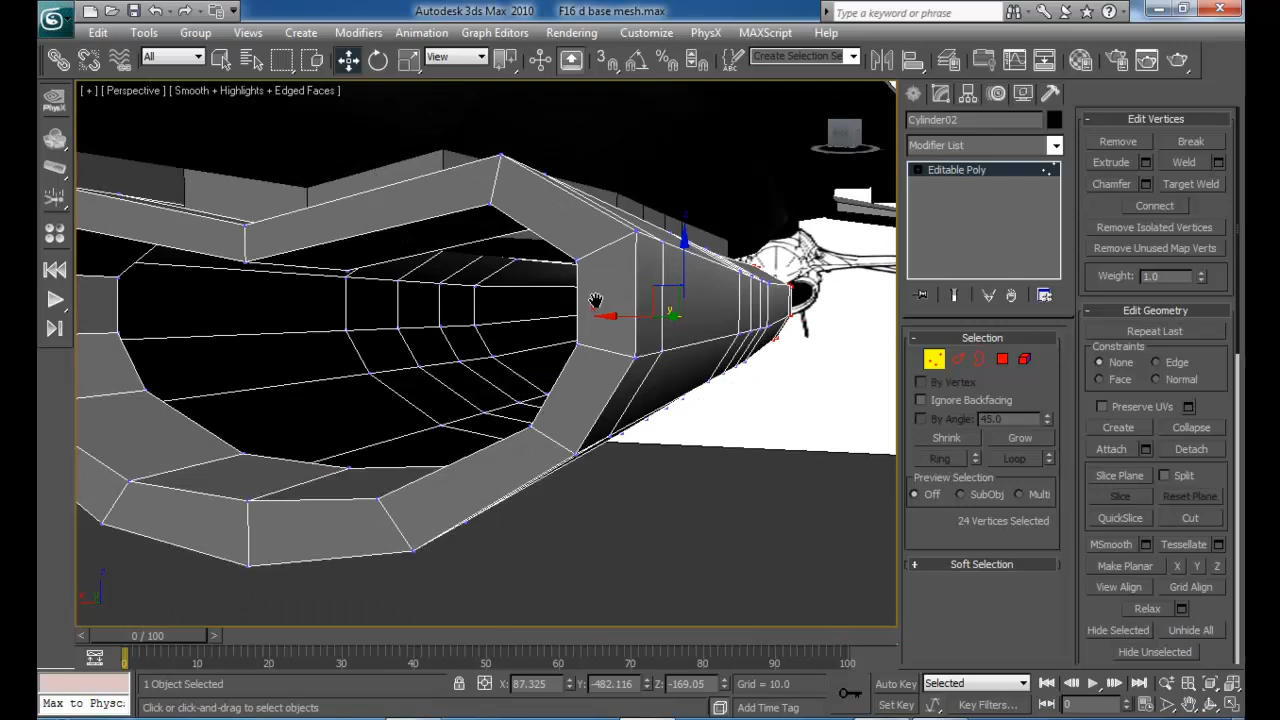 Autodesk 3ds Max 2010 F16 d base mesh.max
Type a keyword or phrase
Edit Tools Group Views Create Modifiers Animation Graph Editors Rendering Customize PhysX MAXScript Help
All View Create Selection Se
[ + ] [ Perspective ] [ Smooth + Highlights + Edged Faces ]
PhysX
Cylinder02
Modifier List
Editable Poly
Selection
By Vertex
Ignore Backfacing
By Angle: 45.0
Shrink Grow
Ring Loop
Preview Selection
Off SubObj Multi
24 Vertices Selected
Soft Selection
Edit Vertices
Remove Break
Extrude Weld
Chamfer Target Weld
Connect
Remove Isolated Vertices
Remove Unused Map Verts
Weight: 1.0
Edit Geometry
Repeat Last
Constraints
None Edge
Face Normal
Preserve UVs
Create Collapse
Attach Detach
Slice Plane Split
Slice Reset Plane
QuickSlice Cut
MSmooth Tessellate
Make Planar X Y Z
View Align Grid Align
Relax
Hide Selected Unhide All
Hide Unselected
y
z
x
< 0 / 100 >
0 10 20 30 40 50 60 70 80 90 100
1 Object Selected X: 87.325 Y: -482.116 Z: -169.05 Grid = 10.0 Auto Key Selected
Max to Physc. Click or click-and-drag to select objects Add Time Tag Set Key Key Filters... 0